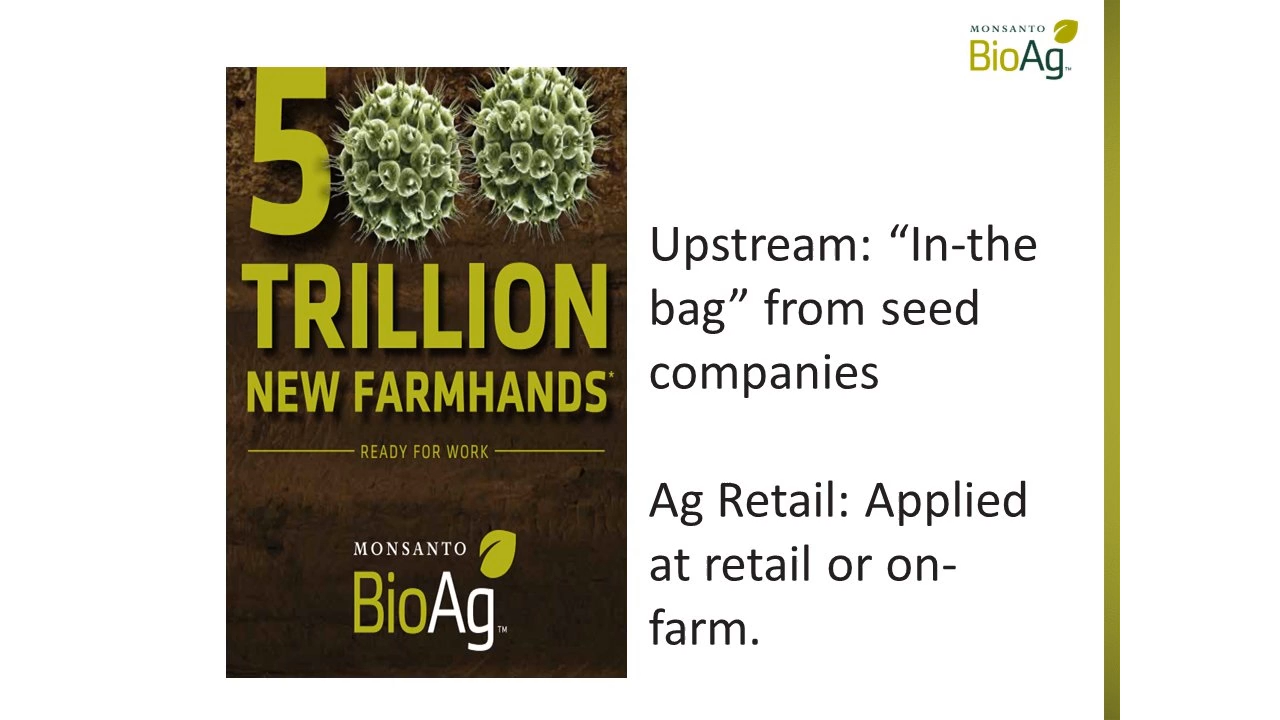 MONSANTO
BioAg™
500
TRILLION
NEW FARMHANDS*
READY FOR WORK
MONSANTO
BioAg™
Upstream: “In-the
bag” from seed
companies
Ag Retail: Applied
at retail or on-
farm.